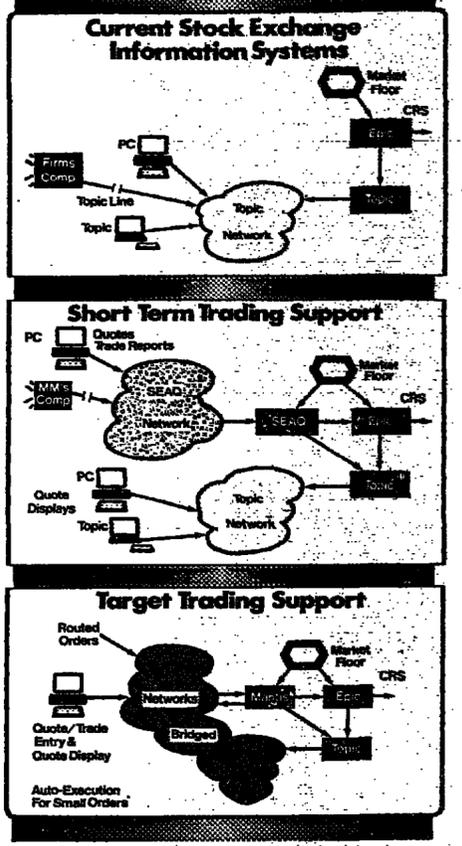 Current Stock Exchange
Information Systems
Market
Floor
CRS
Epic
PC
Firms
Comp
Topic Line
Topic
Topic
Network
Topic
Short Term Trading Support
PC
Quotes
Trade Reports
MM's
Comp
SEAQ
Network
Market
Floor
CRS
SEAQ
Epic
Topic
PC
Quote
Displays
Topic
Topic
Network
Target Trading Support
Routed
Orders
Market
Floor
CRS
Networks
Epic
Bridged
Topic
Quote/Trade
Entry &
Quote Display
Auto-Execution
For Small Orders